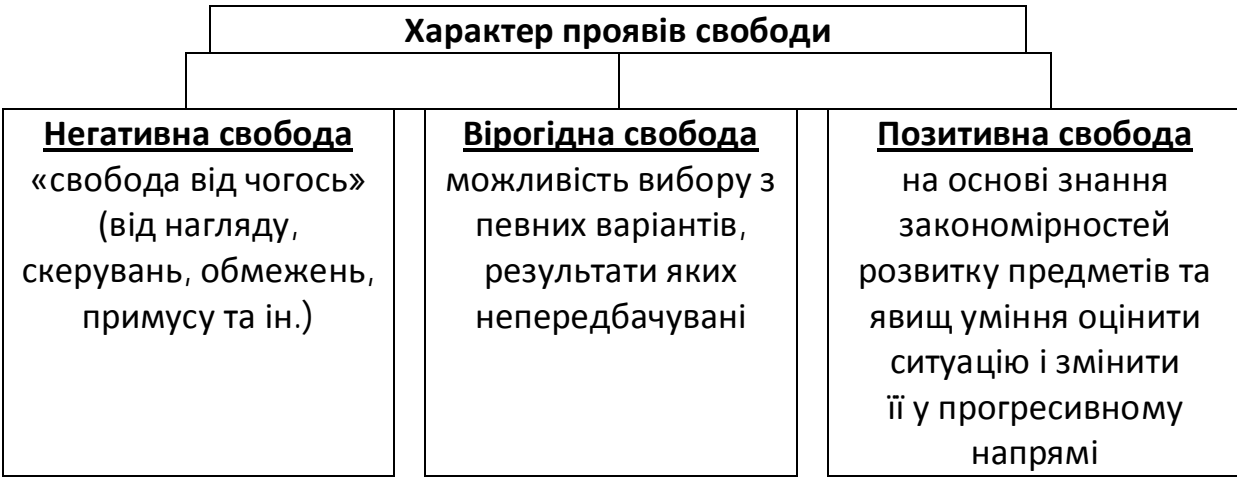 Характер проявів свободи
Негативна свобода
«свобода від чогось»
(від нагляду,
скерувань, обмежень,
примусу та ін.)
Вірогідна свобода
можливість вибору з
певних варіантів,
результати яких
непередбачувані
Позитивна свобода
на основі знання
закономірностей
розвитку предметів та
явищ уміння оцінити
ситуацію і змінити
її у прогресивному
напрямі